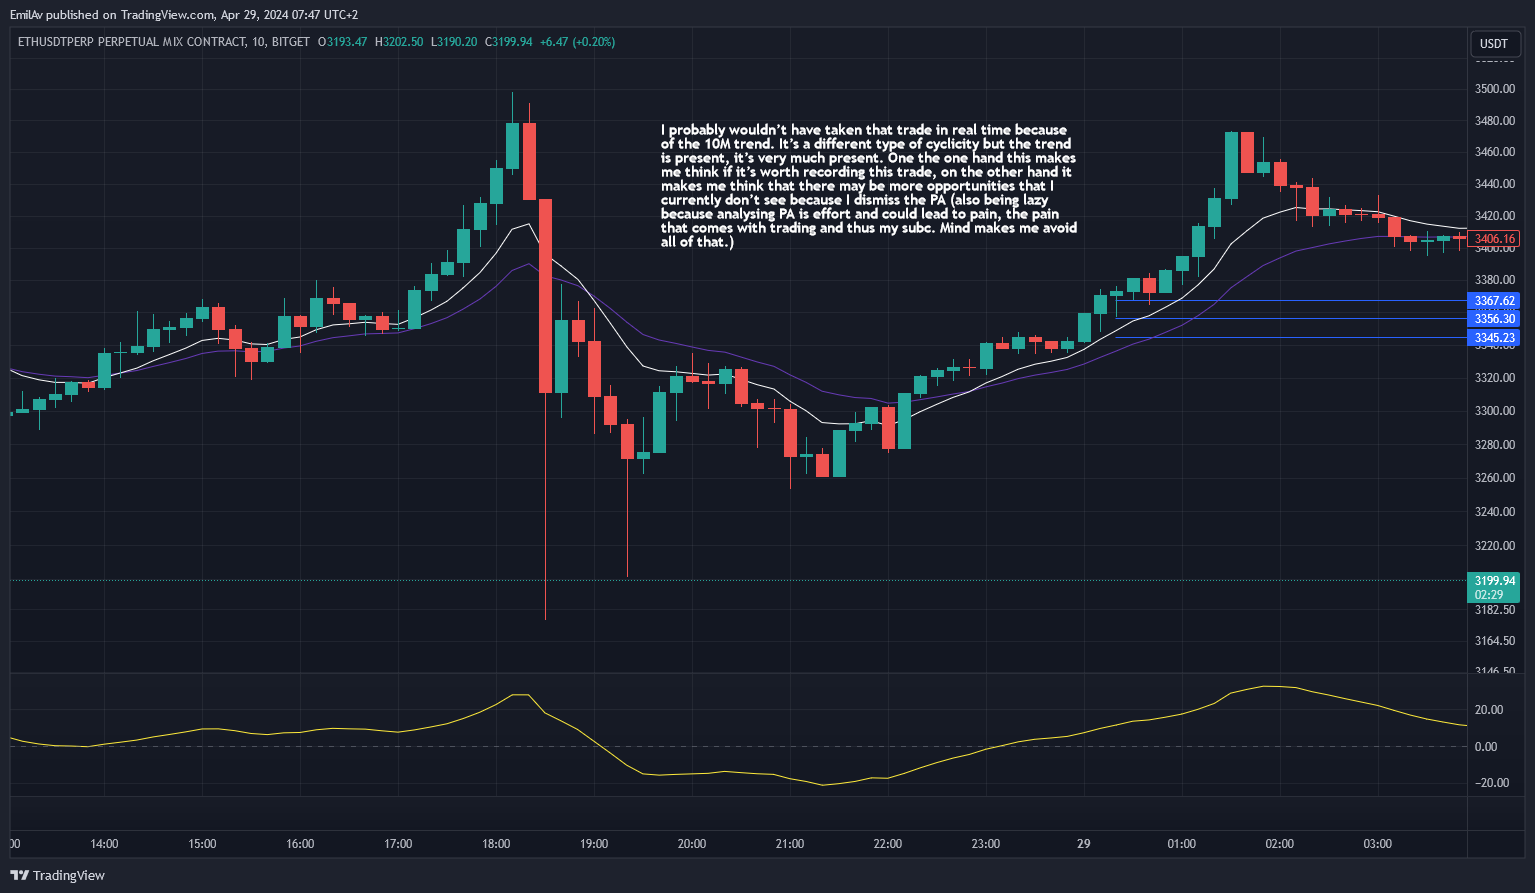 EmilAv published on TradingView.com, Apr 29, 2024 07:47 UTC+2
ETHUSDTPERP PERPETUAL MIX CONTRACT, 10, BITGET O3193.47 H3202.50 L3190.20 C3199.94 +6.47 (+0.20%)
USDT
I probably wouldn't have taken that trade in real time because
of the 10M trend. It's a different type of cyclicity but the trend
is present, it's very much present. One the one hand this makes
me think if it's worth recording this trade, on the other hand it
makes me think that there may be more opportunities that I
currently don't see because I dismiss the PA (also being lazy
because analysing PA is effort and could lead to pain, the pain
that comes with trading and thus my subc. Mind makes me avoid
all of that.)
3500.00
3480.00
3460.00
3440.00
3420.00
3406.16
3400.00
3380.00
3367.62
3356.30
3345.23
3340.00
3320.00
3300.00
3280.00
3260.00
3240.00
3220.00
3199.94
02:29
3182.50
3164.50
3146.50
20.00
0.00
−20.00
:00 14:00 15:00 16:00 17:00 18:00 19:00 20:00 21:00 22:00 23:00 29 01:00 02:00 03:00
TradingView